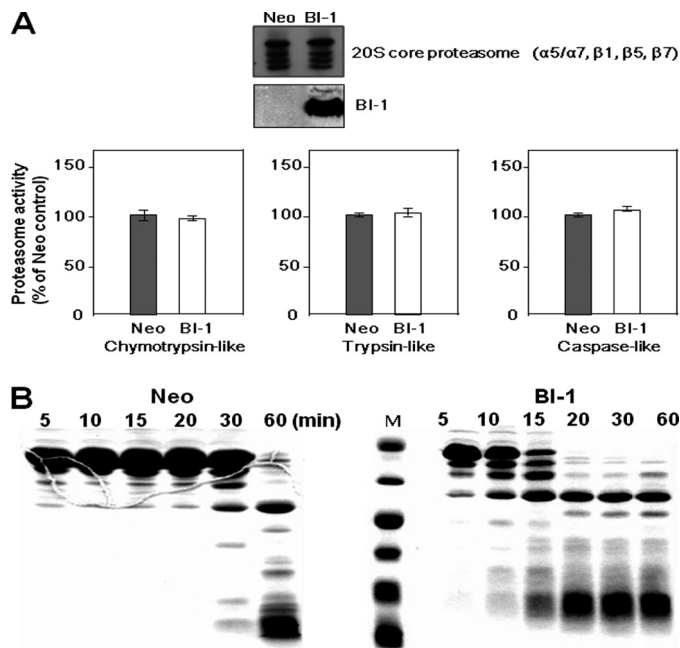 A
Neo BI-1
20S core proteasome (α5/α7, β1, β5, β7)
BI-1
Proteasome activity
(% of Neo control)
150
100
50
0
Neo BI-1
Chymotrypsin-like
150
100
50
0
Neo BI-1
Trypsin-like
150
100
50
0
Neo BI-1
Caspase-like
B
Neo
5 10 15 20 30 60 (min)
M
BI-1
5 10 15 20 30 60